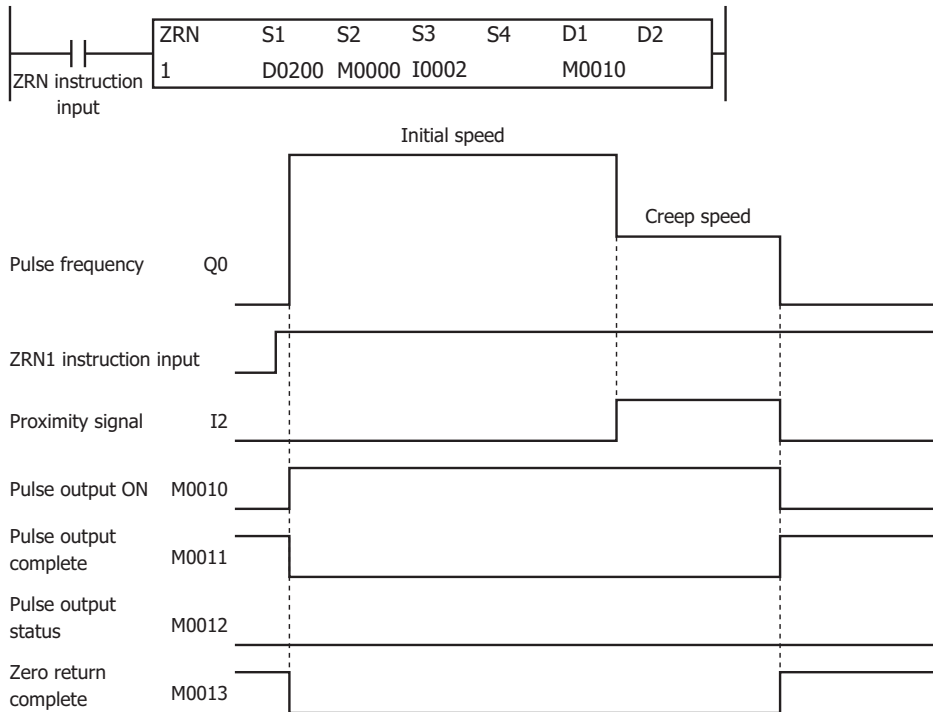 ZRN S1 S2 S3 S4 D1 D2
1 D0200 M0000 I0002 M0010
ZRN instruction
input
Initial speed
Creep speed
Pulse frequency Q0
ZRN1 instruction input
Proximity signal I2
Pulse output ON M0010
Pulse output
complete M0011
Pulse output
status M0012
Zero return
complete M0013